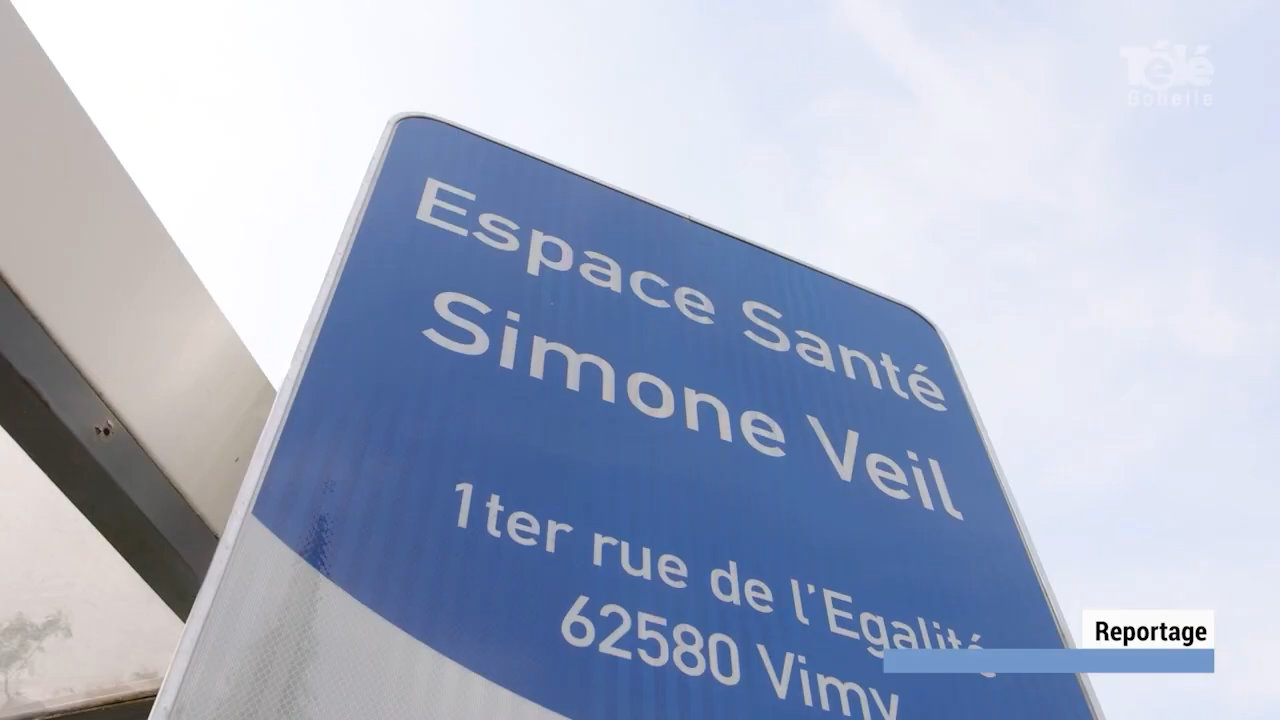 Télé
Gohelle
Espace Santé
Simone Veil
1ter rue de l'Egalité
62580 Vimy
Reportage